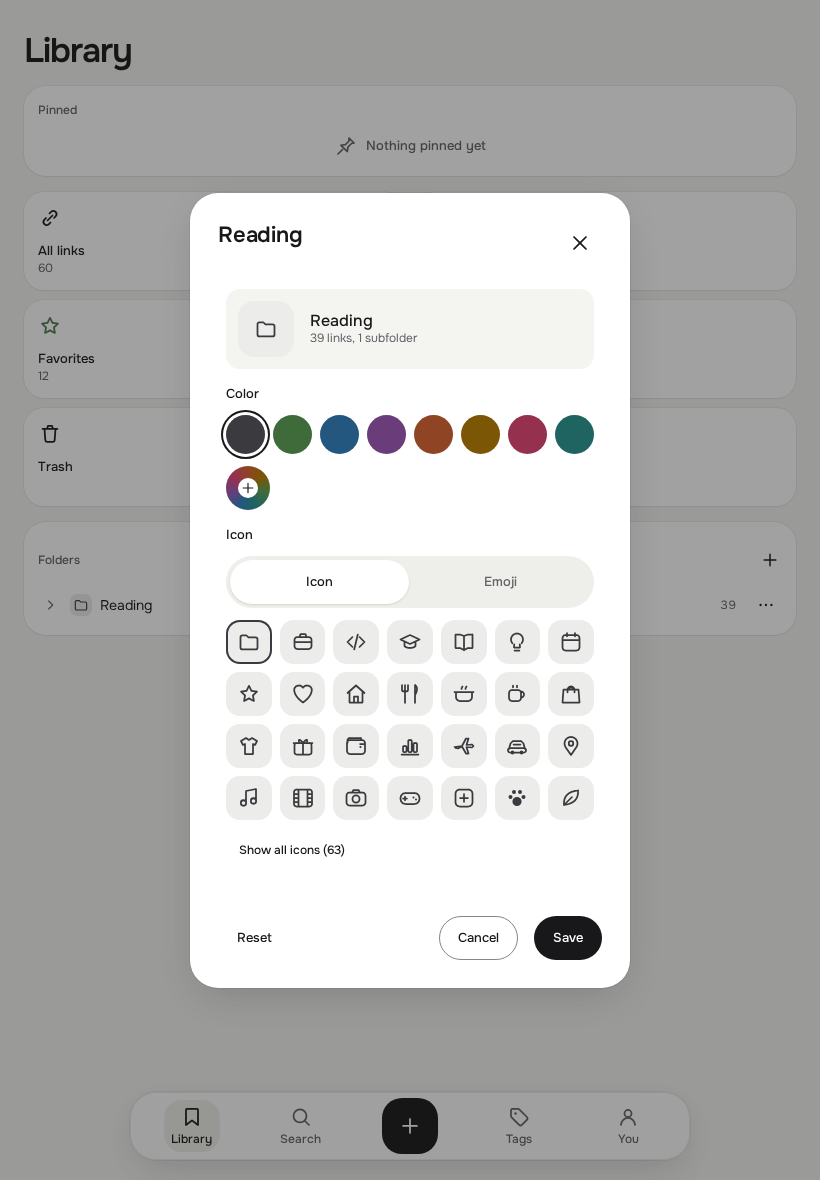 Library
Pinned
Nothing pinned yet
All links
60
Favorites
12
Trash
Folders
Reading
39
Reading
Reading
39 links, 1 subfolder
Color
Icon
Icon
Emoji
Show all icons (63)
Reset
Cancel
Save
Library
Search
Tags
You